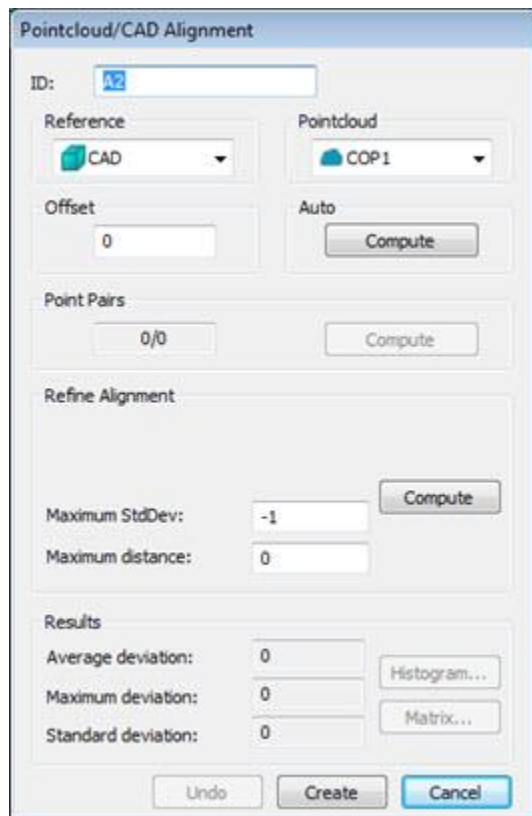 Pointcloud/CAD Alignment
ID: A2
Reference Pointcloud
CAD COP1
Offset Auto
0 Compute
Point Pairs
0/0 Compute
Refine Alignment
Compute
Maximum StdDev: -1
Maximum distance: 0
Results
Average deviation: 0
Histogram...
Maximum deviation: 0
Matrix...
Standard deviation: 0
Undo Create Cancel